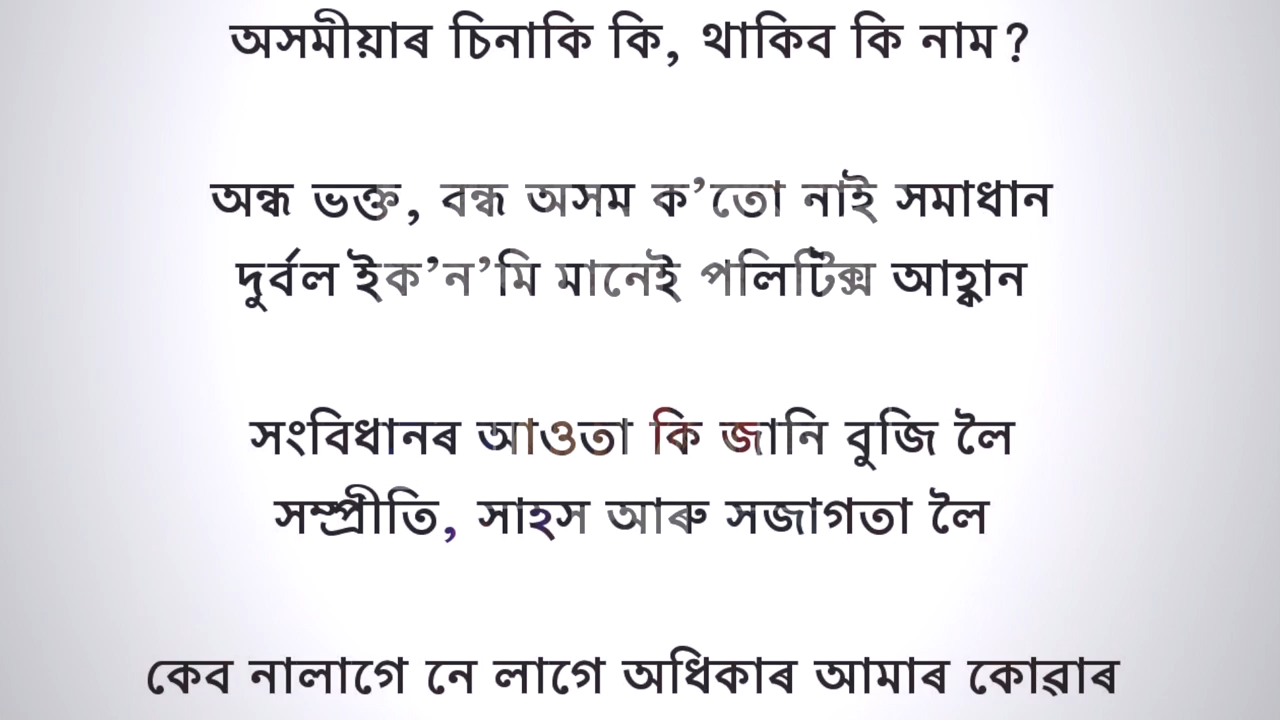 অসমীয়াৰ চিনাকি কি, থাকিব কি নাম?
অন্ধ ভক্ত, বন্ধ অসম ক’তো নাই সমাধান
দুৰ্বল ইক’ন’মি মানেই পলিটিক্স আহ্বান
সংবিধানৰ আওতা কি জানি বুজি লৈ
সম্প্ৰীতি, সাহস আৰু সজাগতা লৈ
কেব নালাগে নে লাগে অধিকাৰ আমাৰ কোৱাৰ